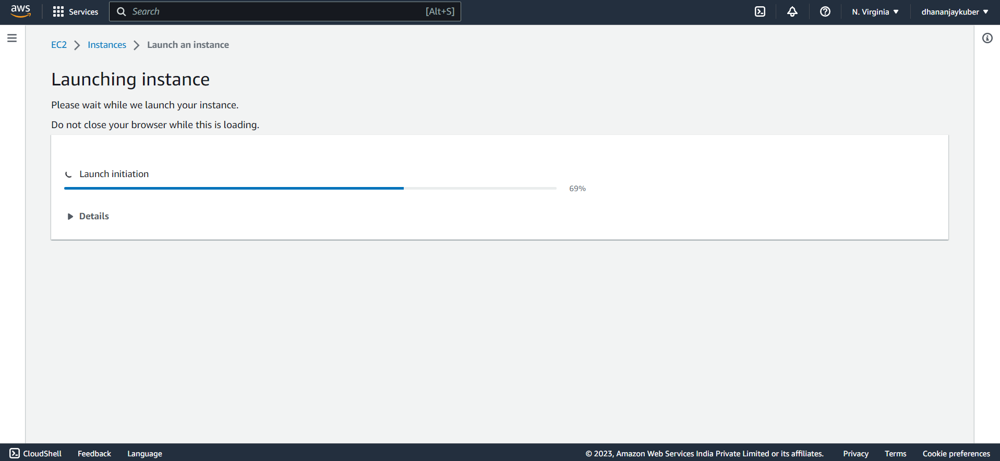 aws Services Search [Alt+S] N. Virginia dhananjaykuber
EC2 Instances Launch an instance
Launching instance
Please wait while we launch your instance.
Do not close your browser while this is loading.
Launch initiation
69%
Details
CloudShell Feedback Language © 2023, Amazon Web Services India Private Limited or its affiliates. Privacy Terms Cookie preferences